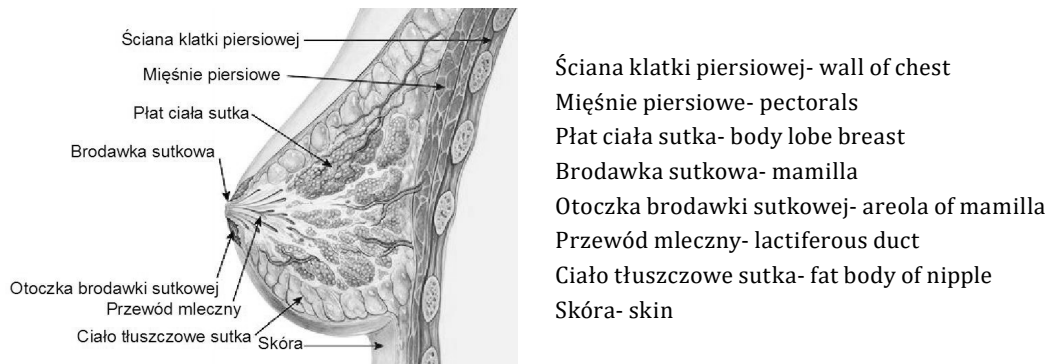 Ściana klatki piersiowej
Mięśnie piersiowe
Płat ciała sutka
Brodawka sutkowa
Otoczka brodawki sutkowej
Przewód mleczny
Ciało tłuszczowe sutka
Skóra
Ściana klatki piersiowej- wall of chest
Mięśnie piersiowe- pectorals
Płat ciała sutka- body lobe breast
Brodawka sutkowa- mamilla
Otoczka brodawki sutkowej- areola of mamilla
Przewód mleczny- lactiferous duct
Ciało tłuszczowe sutka- fat body of nipple
Skóra- skin